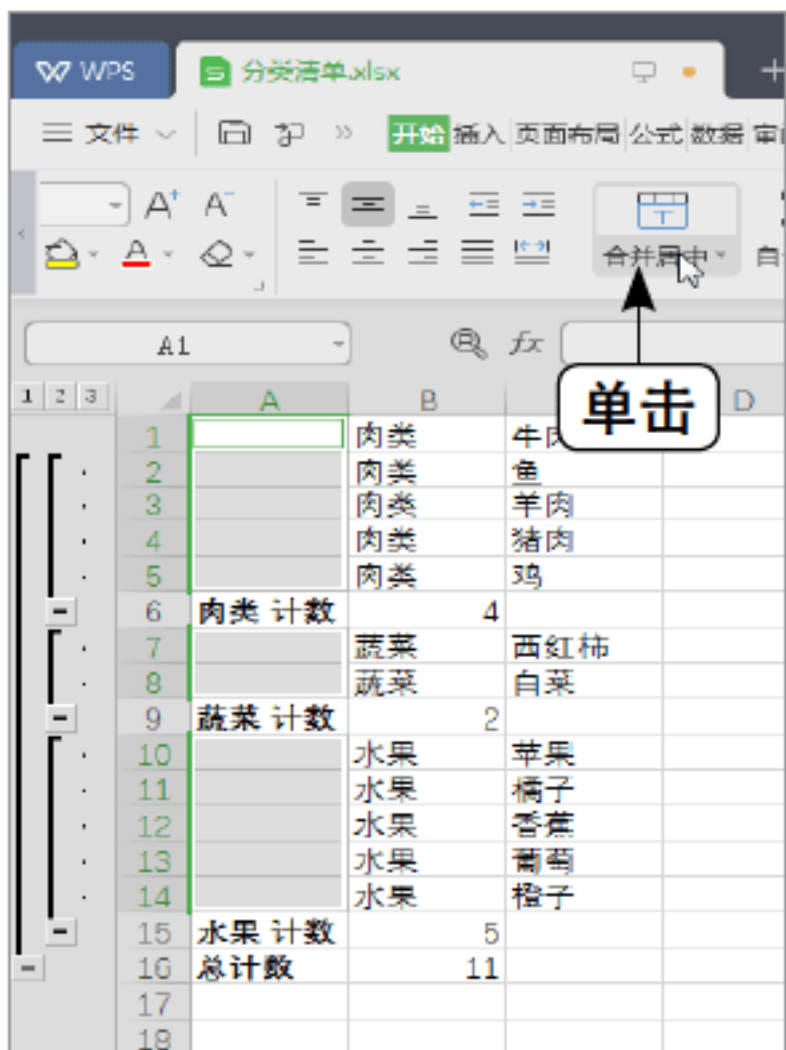 WPS 分类清单.xlsx
文件 开始 插入 页面布局 公式 数据
A⁺ A⁻
A 合并居中 自
A1 fx
单击
1 2 3 A B D
1 肉类
2 肉类 鱼
3 肉类 羊肉
4 肉类 猪肉
5 肉类 鸡
6 肉类 计数 4
7 蔬菜 西红柿
8 蔬菜 白菜
9 蔬菜 计数 2
10 水果 苹果
11 水果 橘子
12 水果 香蕉
13 水果 葡萄
14 水果 橙子
15 水果 计数 5
16 总计数 11
17
18